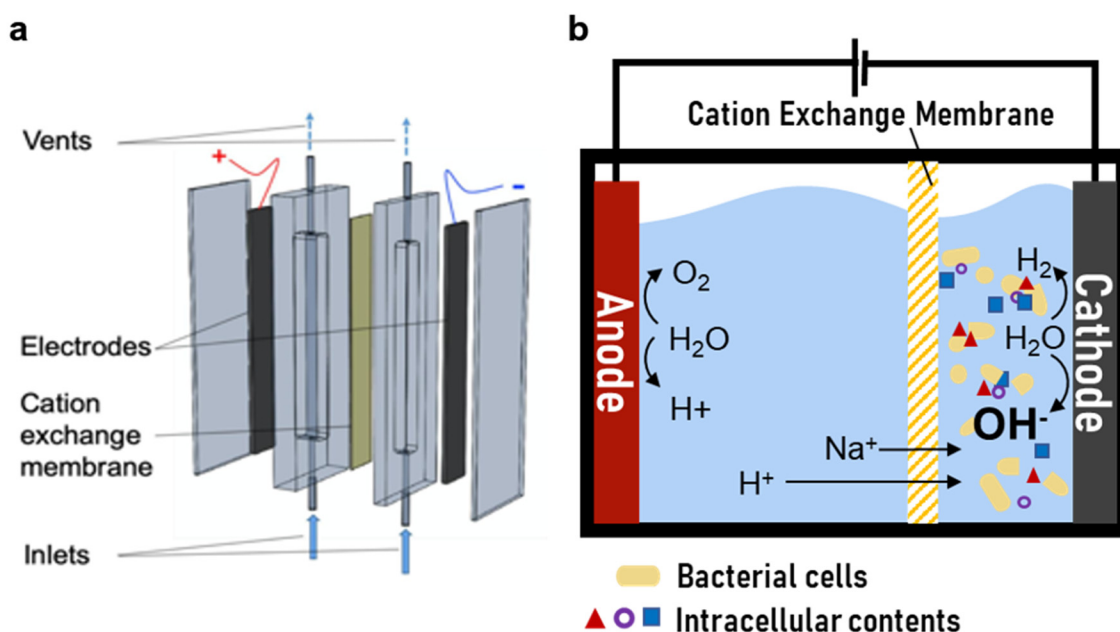 a
Vents
+
-
Electrodes
Cation
exchange
membrane
Inlets
b
Cation Exchange Membrane
Anode
O₂
H₂O
H+
Na⁺
H⁺
H₂
H₂O
OH⁻
Cathode
Bacterial cells
Intracellular contents